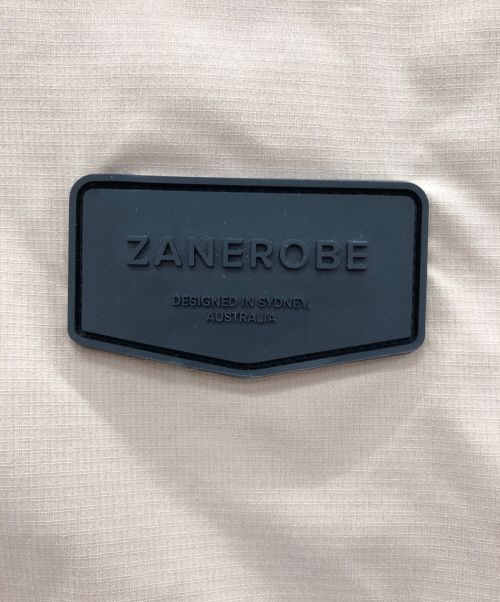 ZANEROBE
DESIGNED IN SYDNEY,
AUSTRALIA